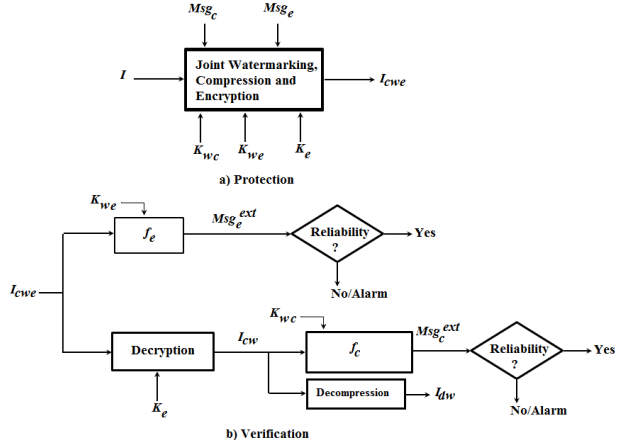 Msg_c Msg_e
I
Joint Watermarking,
Compression and
Encryption
I_cwe
K_wc K_we K_e
a) Protection
K_we
f_e
Msg_e^ext
Reliability
?
Yes
No/Alarm
I_cwe
Decryption
K_e
I_cw
K_wc
f_c
Msg_c^ext
Reliability
?
Yes
No/Alarm
Decompression
I_dw
b) Verification